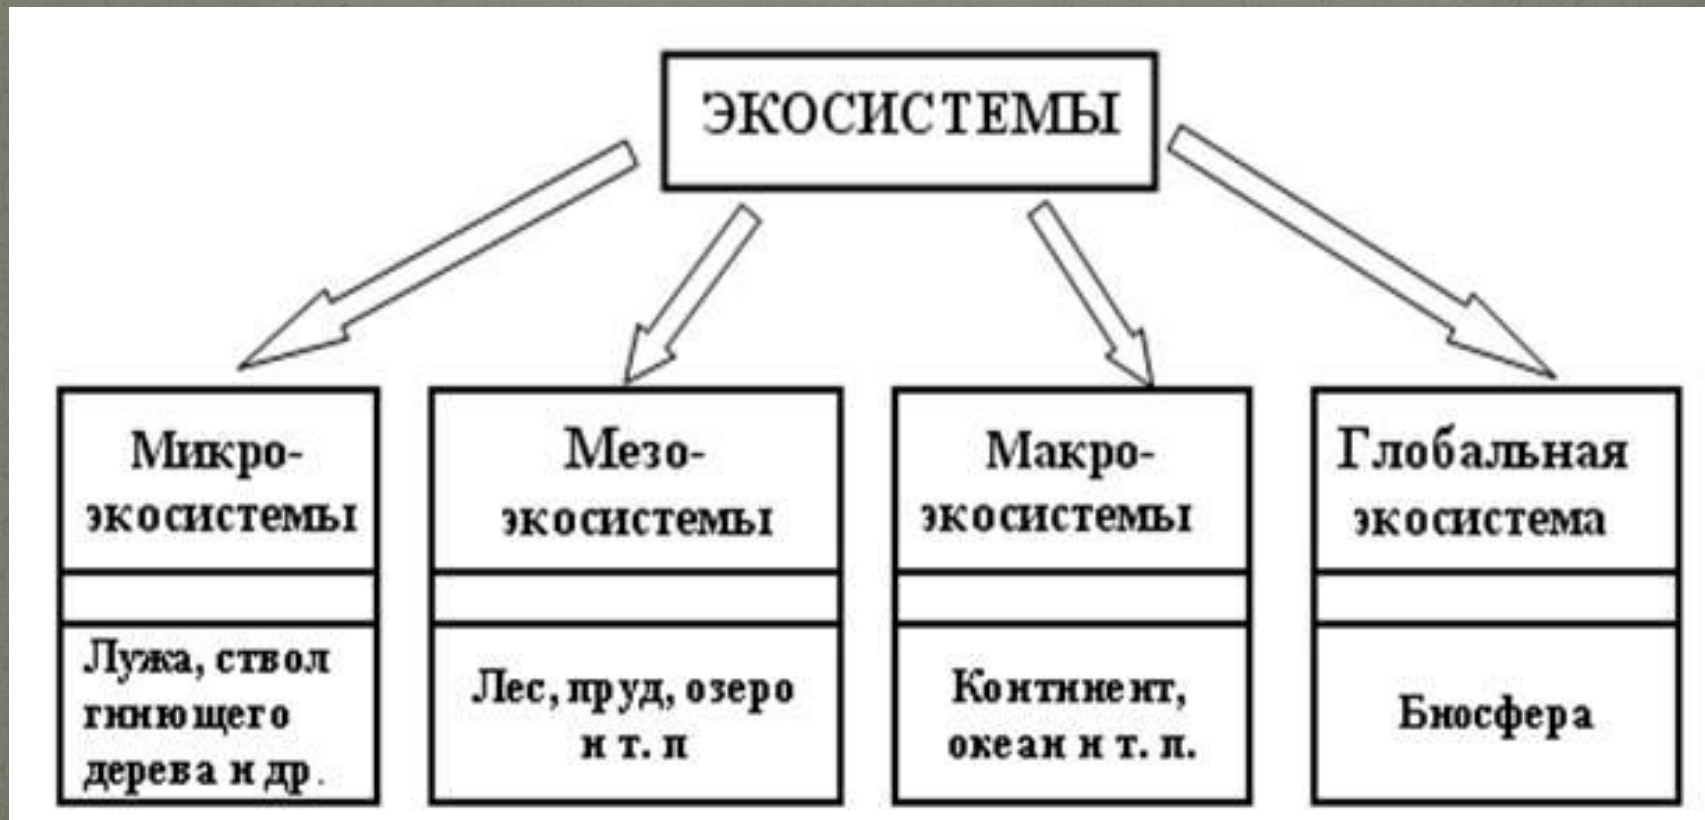 ЭКОСИСТЕМЫ
Микро-
экосистемы
Мезо-
экосистемы
Макро-
экосистемы
Глобальная
экосистема
Лужа, ствол
гниющего
дерева и др.
Лес, пруд, озеро
и т. п
Континент,
океан и т. п.
Биосфера